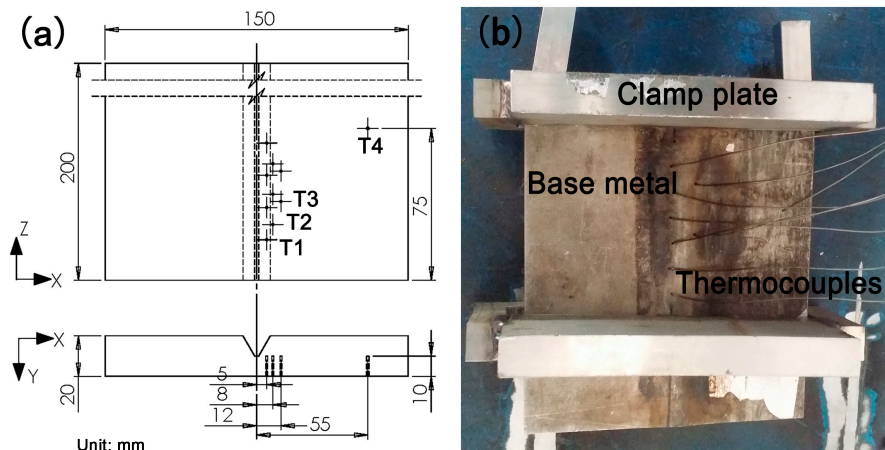 (a)
150
200
T4
T3
T2
T1
75
Z
X
X
Y
20
5
8
12
55
10
Unit: mm
(b)
Clamp plate
Base metal
Thermocouples